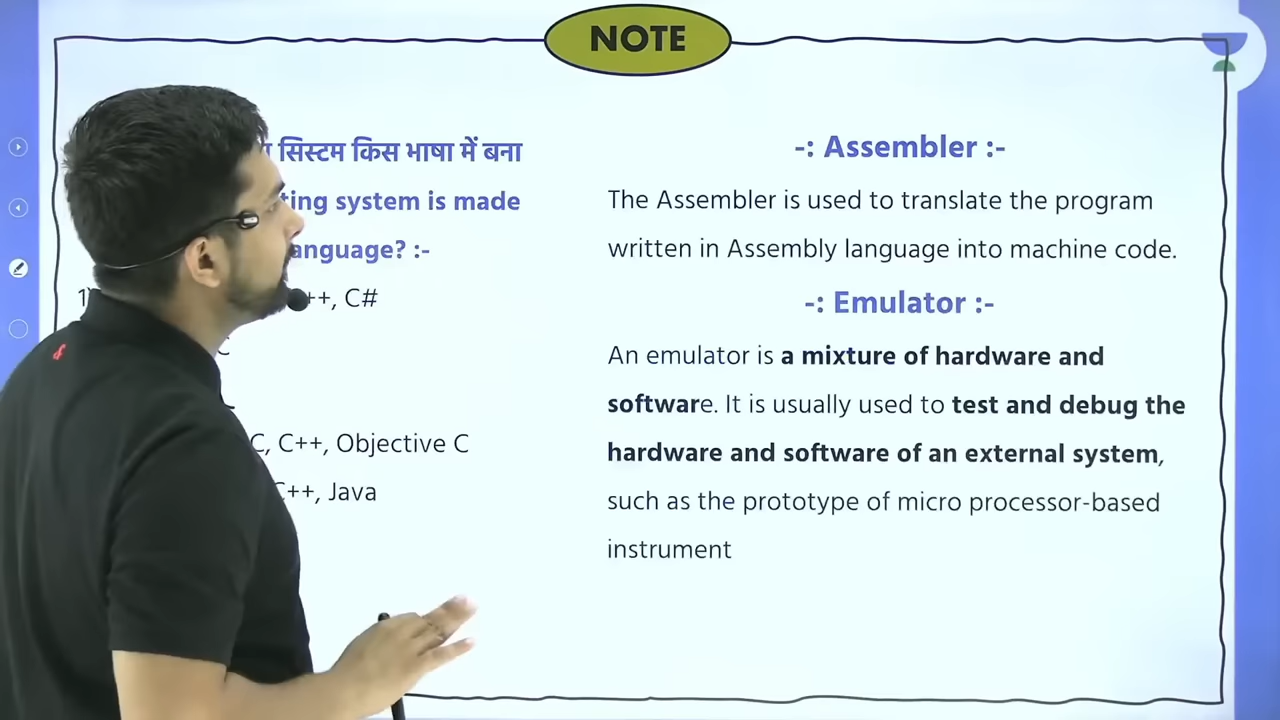 NOTE
सिस्टम किस भाषा में बना
ting system is made
anguage? :-
1)
++, C#
C
C, C++, Objective C
C++, Java
-: Assembler :-
The Assembler is used to translate the program
written in Assembly language into machine code.
-: Emulator :-
An emulator is a mixture of hardware and
software. It is usually used to test and debug the
hardware and software of an external system,
such as the prototype of micro processor-based
instrument